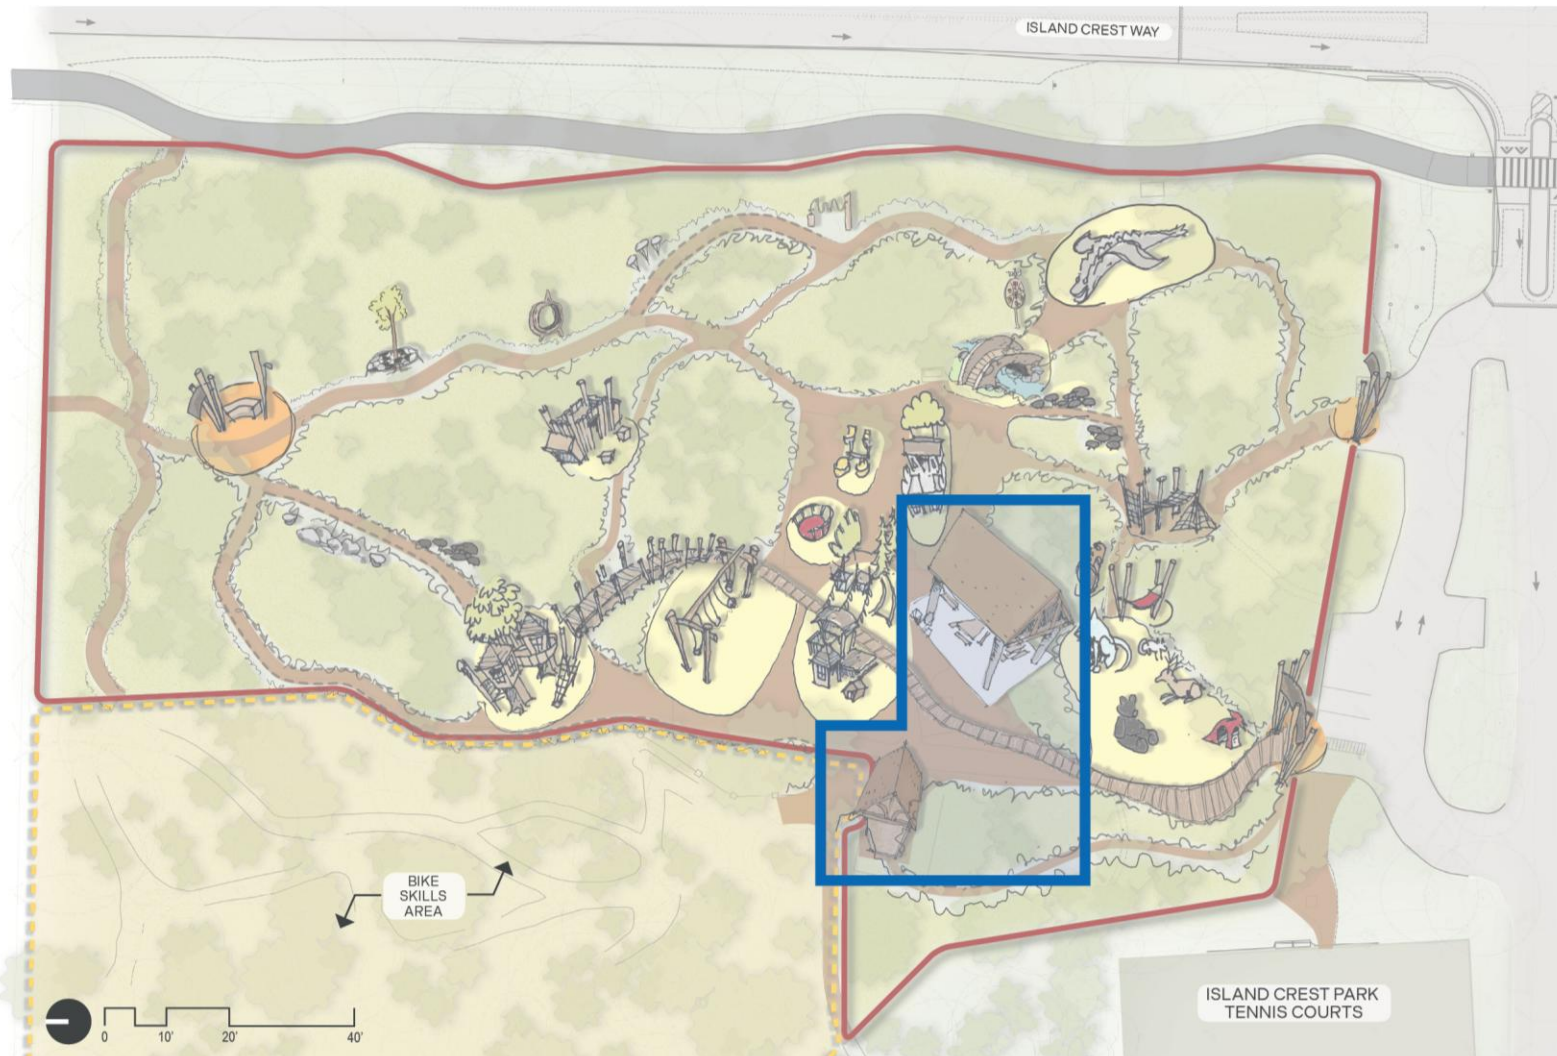 ISLAND CREST WAY
BIKE
SKILLS
AREA
ISLAND CREST PARK
TENNIS COURTS
0 10' 20' 40'